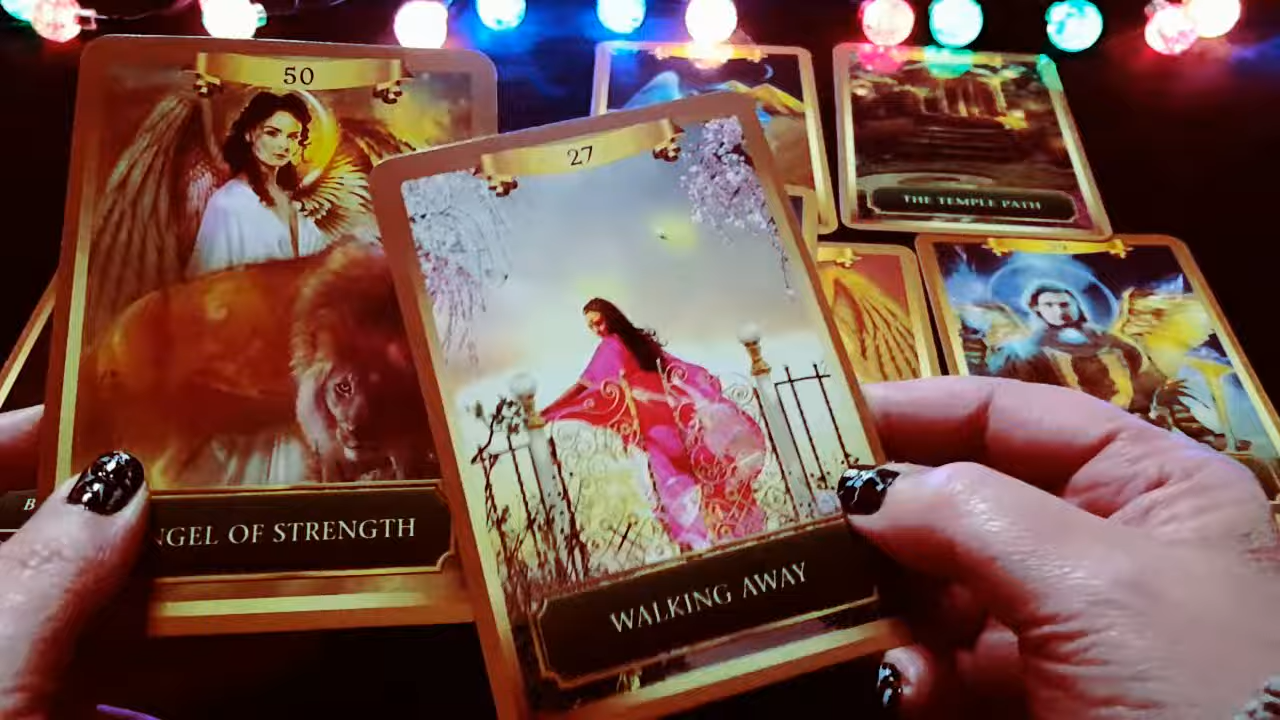 50
27
THE TEMPLE PATH
NGEL OF STRENGTH
WALKING AWAY
B